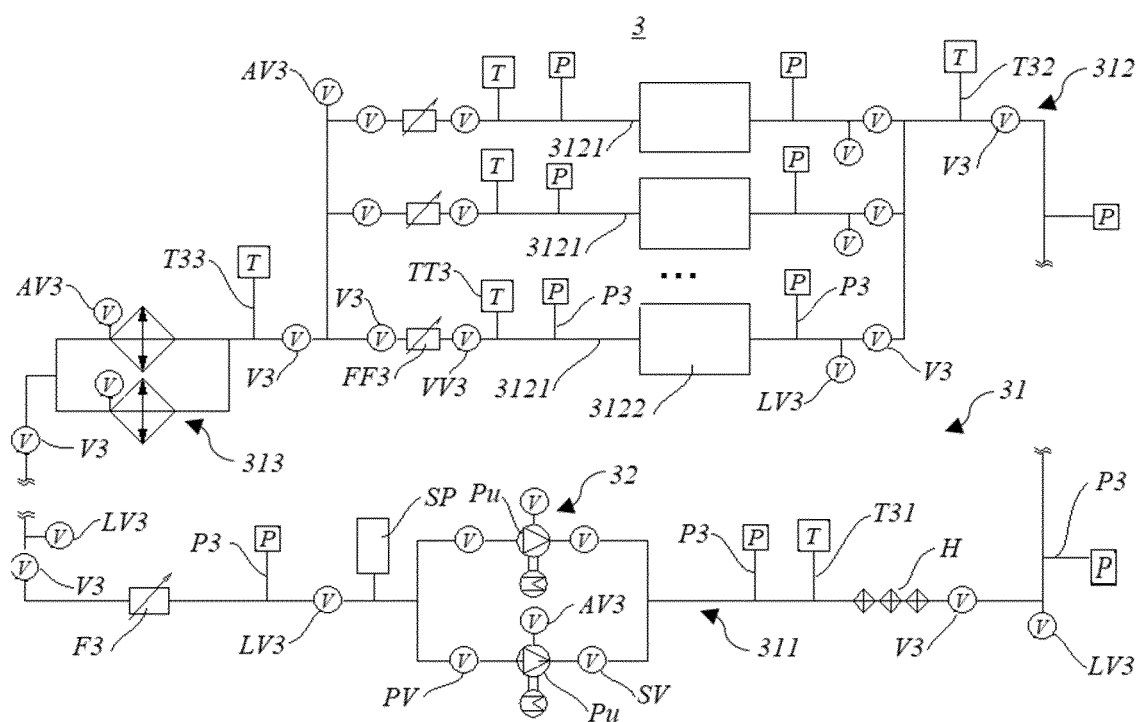 3
AV3 V V V T P P V V T T32 312 V V3
3121
V V T P P V V P
3121
...
T33 T AV3 V V3 V V V TT3 T P P3 P P3 V V V3
V3 FF3 VV3 3121 3122 LV3
V
V V3 313 31
V LV3 SP Pu V 32 P3
P3 P V V P3 P T T31 H P
V V3 F3 LV3 V AV3 V V3 V LV3
V PV V SV 311
Pu